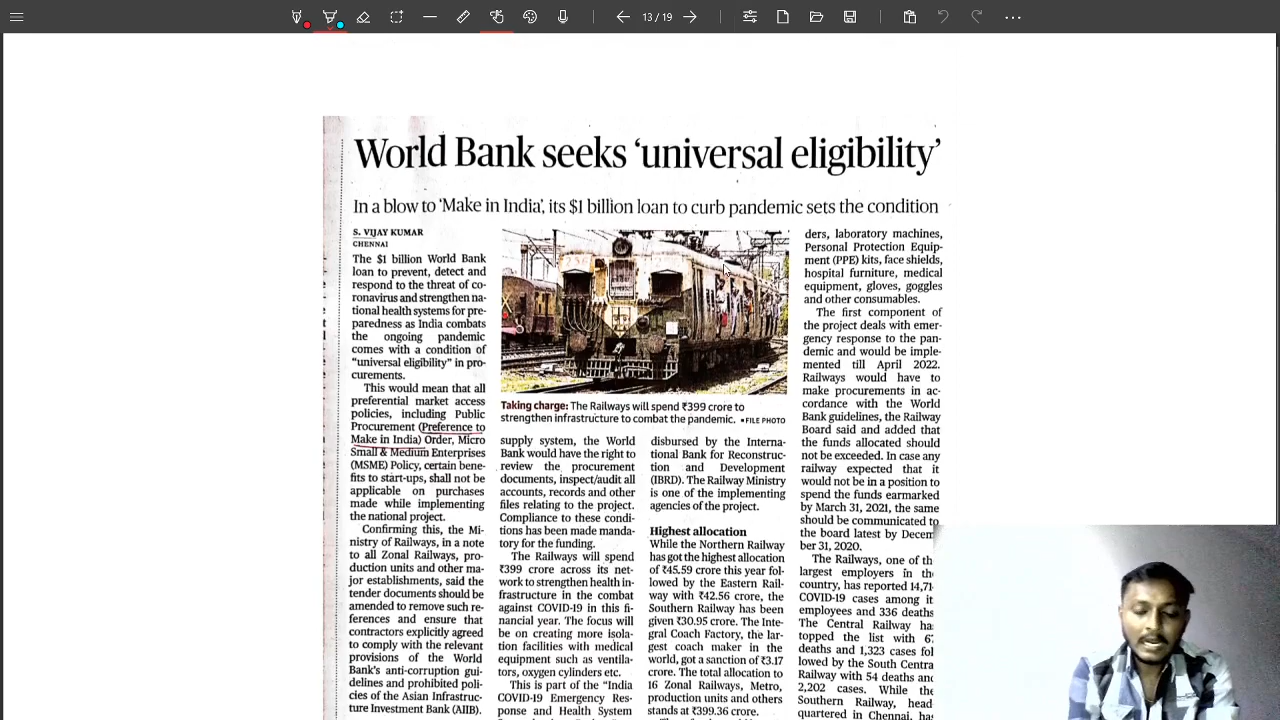 13 / 19
World Bank seeks ‘universal eligibility’
In a blow to ‘Make in India’, its $1 billion loan to curb pandemic sets the condition
S. VIJAY KUMAR
CHENNAI
The $1 billion World Bank
loan to prevent, detect and
respond to the threat of co-
ronavirus and strengthen na-
tional health systems for pre-
paredness as India combats
the ongoing pandemic
comes with a condition of
“universal eligibility” in pro-
curements.
This would mean that all
preferential market access
policies, including Public
Procurement (Preference to
Make in India) Order, Micro
Small & Medium Enterprises
(MSME) Policy, certain bene-
fits to start-ups, shall not be
applicable on purchases
made while implementing
the national project.
Confirming this, the Mi-
nistry of Railways, in a note
to all Zonal Railways, pro-
duction units and other ma-
jor establishments, said the
tender documents should be
amended to remove such re-
ferences and ensure that
contractors explicitly agreed
to comply with the relevant
provisions of the World
Bank’s anti-corruption gui-
delines and prohibited poli-
cies of the Asian Infrastruc-
ture Investment Bank (AIIB).
Taking charge: The Railways will spend ₹399 crore to
strengthen infrastructure to combat the pandemic. ▪FILE PHOTO
supply system, the World
Bank would have the right to
review the procurement
documents, inspect/audit all
accounts, records and other
files relating to the project.
Compliance to these condi-
tions has been made manda-
tory for the funding.
The Railways will spend
₹399 crore across its net-
work to strengthen health in-
frastructure in the combat
against COVID-19 in this fi-
nancial year. The focus will
be on creating more isola-
tion facilities with medical
equipment such as ventila-
tors, oxygen cylinders etc.
This is part of the “India
COVID-19 Emergency Res-
ponse and Health System
disbursed by the Interna-
tional Bank for Reconstruc-
tion and Development
(IBRD). The Railway Ministry
is one of the implementing
agencies of the project.
Highest allocation
While the Northern Railway
has got the highest allocation
of ₹45.59 crore this year fol-
lowed by the Eastern Rail-
way with ₹42.56 crore, the
Southern Railway has been
given ₹30.95 crore. The Inte-
gral Coach Factory, the lar-
gest coach maker in the
world, got a sanction of ₹3.17
crore. The total allocation to
16 Zonal Railways, Metro,
production units and others
stands at ₹399.36 crore.
ders, laboratory machines,
Personal Protection Equip-
ment (PPE) kits, face shields,
hospital furniture, medical
equipment, gloves, goggles
and other consumables.
The first component of
the project deals with emer-
gency response to the pan-
demic and would be imple-
mented till April 2022.
Railways would have to
make procurements in ac-
cordance with the World
Bank guidelines, the Railway
Board said and added that
the funds allocated should
not be exceeded. In case any
railway expected that it
would not be in a position to
spend the funds earmarked
by March 31, 2021, the same
should be communicated to
the board latest by Decem
ber 31, 2020.
The Railways, one of th
largest employers in the
country, has reported 14,71
COVID-19 cases among it
employees and 336 deaths
The Central Railway ha
topped the list with 67
deaths and 1,323 cases fol
lowed by the South Centra
Railway with 54 deaths and
2,202 cases. While the
Southern Railway, head
quartered in Chennai, has